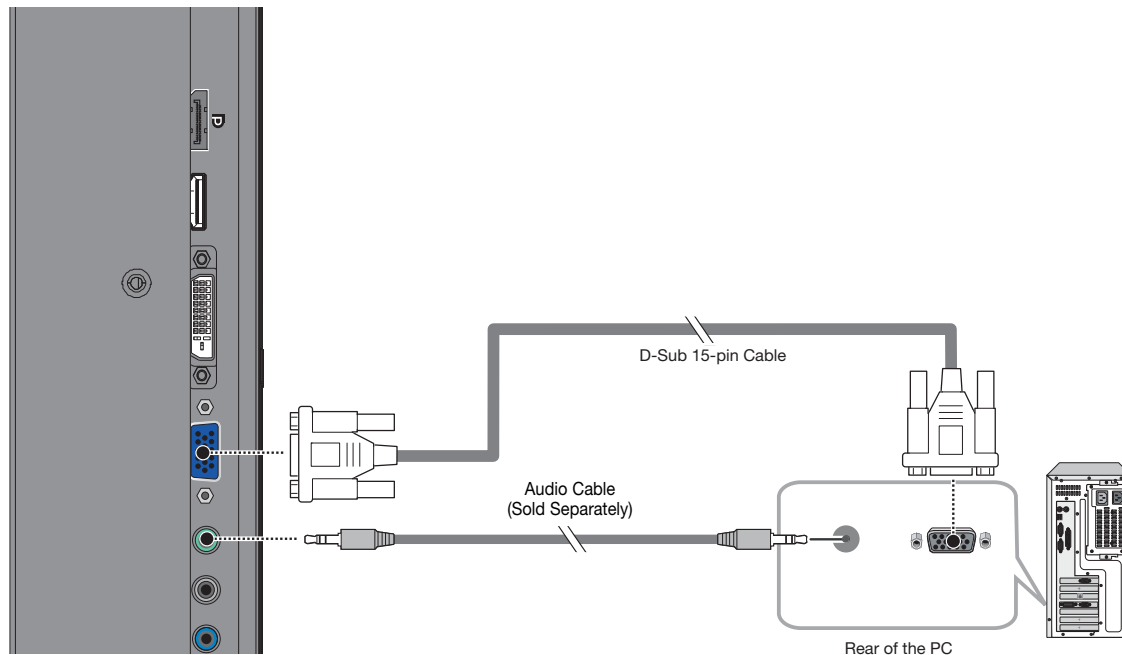 D-Sub 15-pin Cable
Audio Cable
(Sold Separately)
Rear of the PC